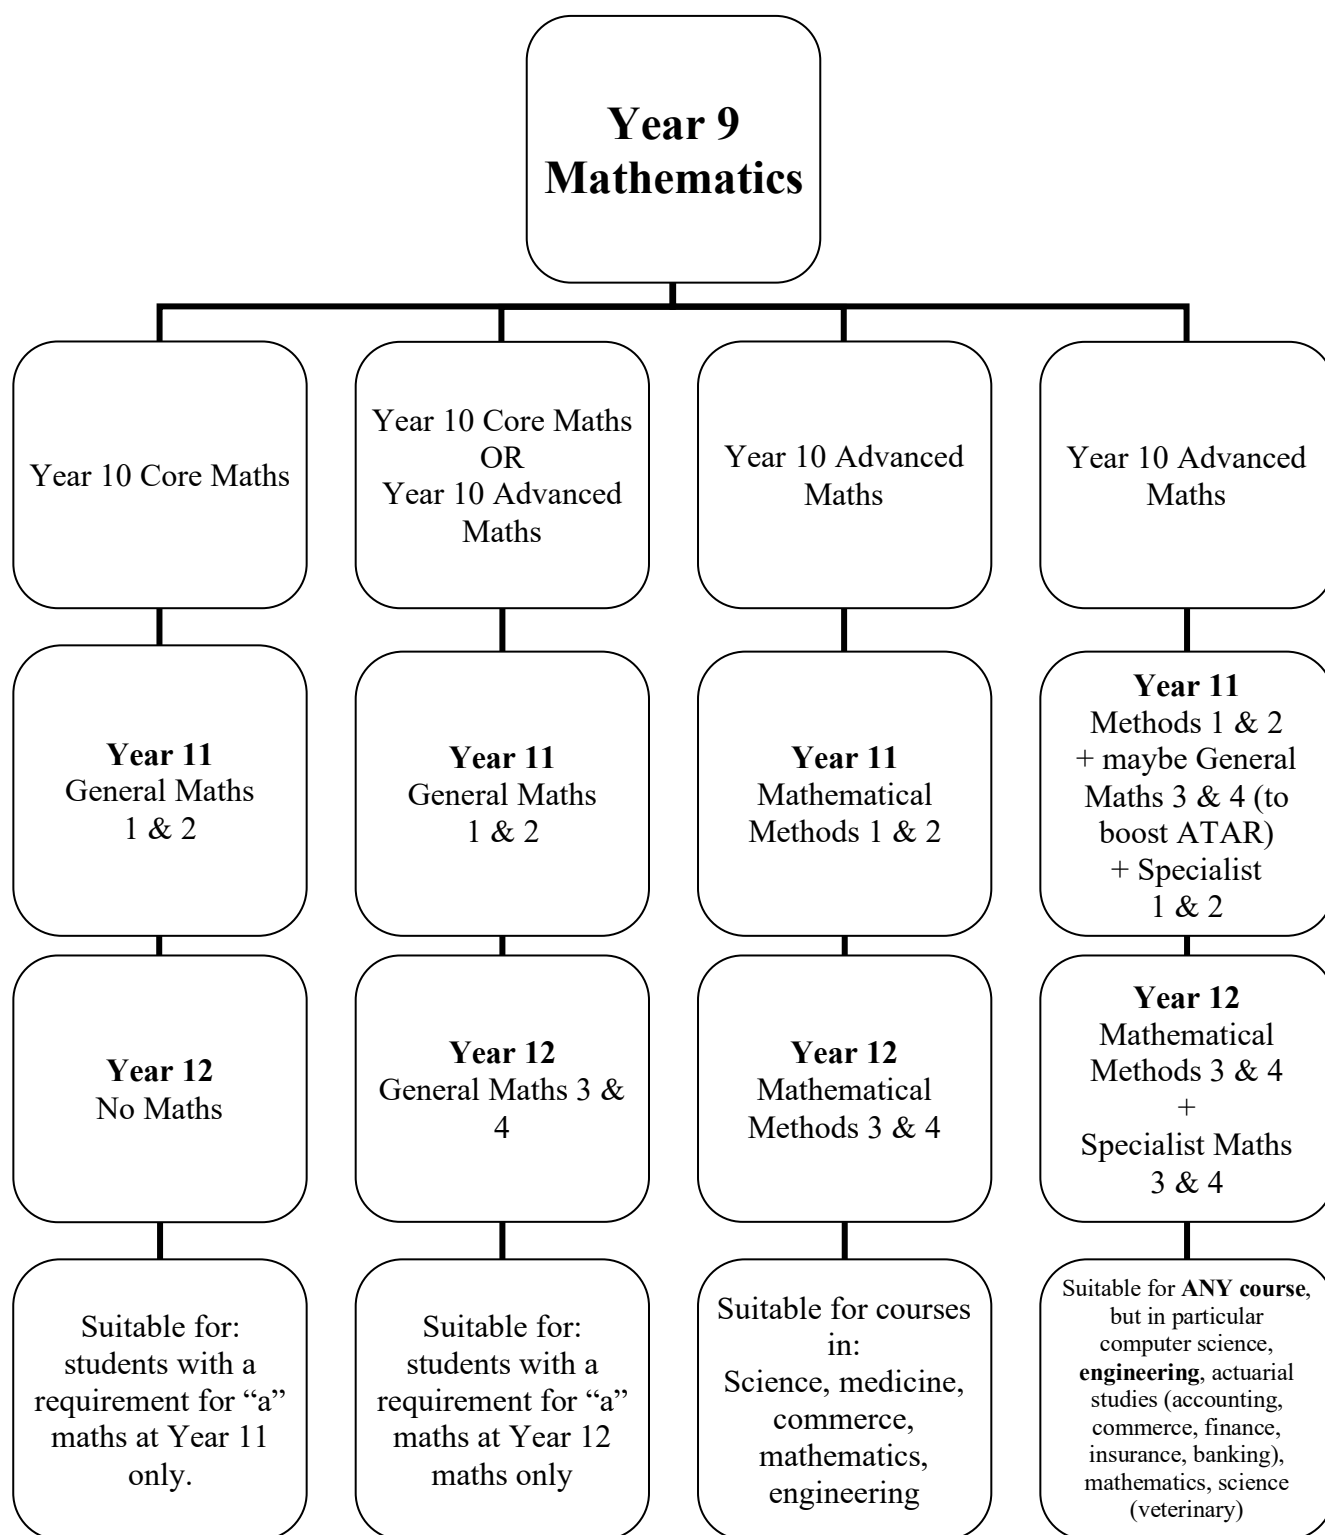 Year 9
Mathematics
Year 10 Core Maths
Year 10 Core Maths
OR
Year 10 Advanced
Maths
Year 10 Advanced
Maths
Year 10 Advanced
Maths
Year 11
General Maths
1 & 2
Year 11
General Maths
1 & 2
Year 11
Mathematical
Methods 1 & 2
Year 11
Methods 1 & 2
+ maybe General
Maths 3 & 4 (to
boost ATAR)
+ Specialist
1 & 2
Year 12
No Maths
Year 12
General Maths 3 &
4
Year 12
Mathematical
Methods 3 & 4
Year 12
Mathematical
Methods 3 & 4
+
Specialist Maths
3 & 4
Suitable for:
students with a
requirement for “a”
maths at Year 11
only.
Suitable for:
students with a
requirement for “a”
maths at Year 12
maths only
Suitable for courses
in:
Science, medicine,
commerce,
mathematics,
engineering
Suitable for ANY course,
but in particular
computer science,
engineering, actuarial
studies (accounting,
commerce, finance,
insurance, banking),
mathematics, science
(veterinary)